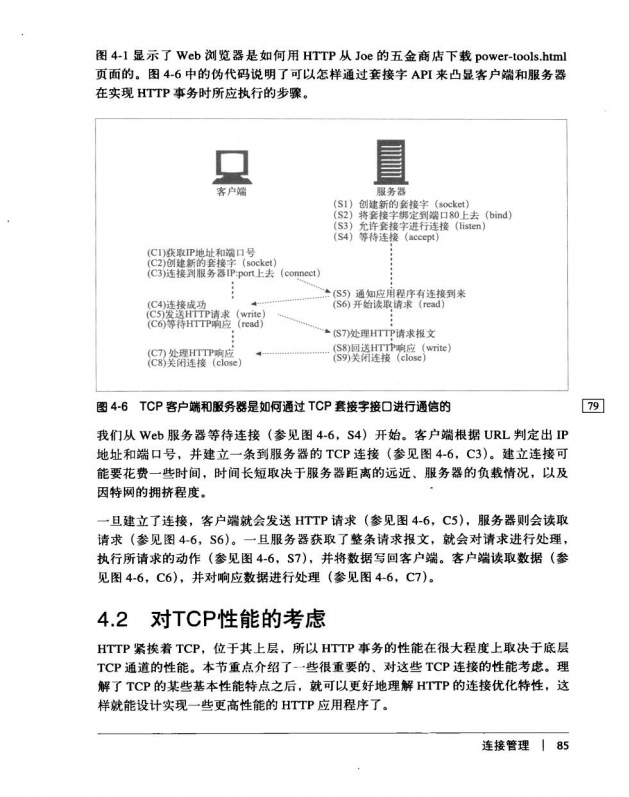 图 4-1 显示了 Web 浏览器是如何用 HTTP 从 Joe 的五金商店下载 power-tools.html
页面的。图 4-6 中的伪代码说明了可以怎样通过套接字 API 来凸显客户端和服务器
在实现 HTTP 事务时所应执行的步骤。
客户端
服务器
(S1) 创建新的套接字 (socket)
(S2) 将套接字绑定到端口80上去 (bind)
(S3) 允许套接字进行连接 (listen)
(S4) 等待连接 (accept)
(C1)获取IP地址和端口号
(C2)创建新的套接字 (socket)
(C3)连接到服务器IP:port上去 (connect)
(S5) 通知应用程序有连接到来
(S6) 开始读取请求 (read)
(C4)连接成功
(C5)发送HTTP请求 (write)
(C6)等待HTTP响应 (read)
(S7)处理HTTP请求报文
(S8)回送HTTP响应 (write)
(S9)关闭连接 (close)
(C7) 处理HTTP响应
(C8)关闭连接 (close)
图 4-6 TCP 客户端和服务器是如何通过 TCP 套接字接口进行通信的
79
我们从 Web 服务器等待连接（参见图 4-6，S4）开始。客户端根据 URL 判定出 IP
地址和端口号，并建立一条到服务器的 TCP 连接（参见图 4-6，C3）。建立连接可
能要花费一些时间，时间长短取决于服务器距离的远近、服务器的负载情况，以及
因特网的拥挤程度。
一旦建立了连接，客户端就会发送 HTTP 请求（参见图 4-6，C5），服务器则会读取
请求（参见图 4-6，S6）。一旦服务器获取了整条请求报文，就会对请求进行处理，
执行所请求的动作（参见图 4-6，S7），并将数据写回客户端。客户端读取数据（参
见图 4-6，C6），并对响应数据进行处理（参见图 4-6，C7）。
4.2 对TCP性能的考虑
HTTP 紧挨着 TCP，位于其上层，所以 HTTP 事务的性能在很大程度上取决于底层
TCP 通道的性能。本节重点介绍了一些很重要的、对这些 TCP 连接的性能考虑。理
解了 TCP 的某些基本性能特点之后，就可以更好地理解 HTTP 的连接优化特性，这
样就能设计实现一些更高性能的 HTTP 应用程序了。
连接管理 | 85